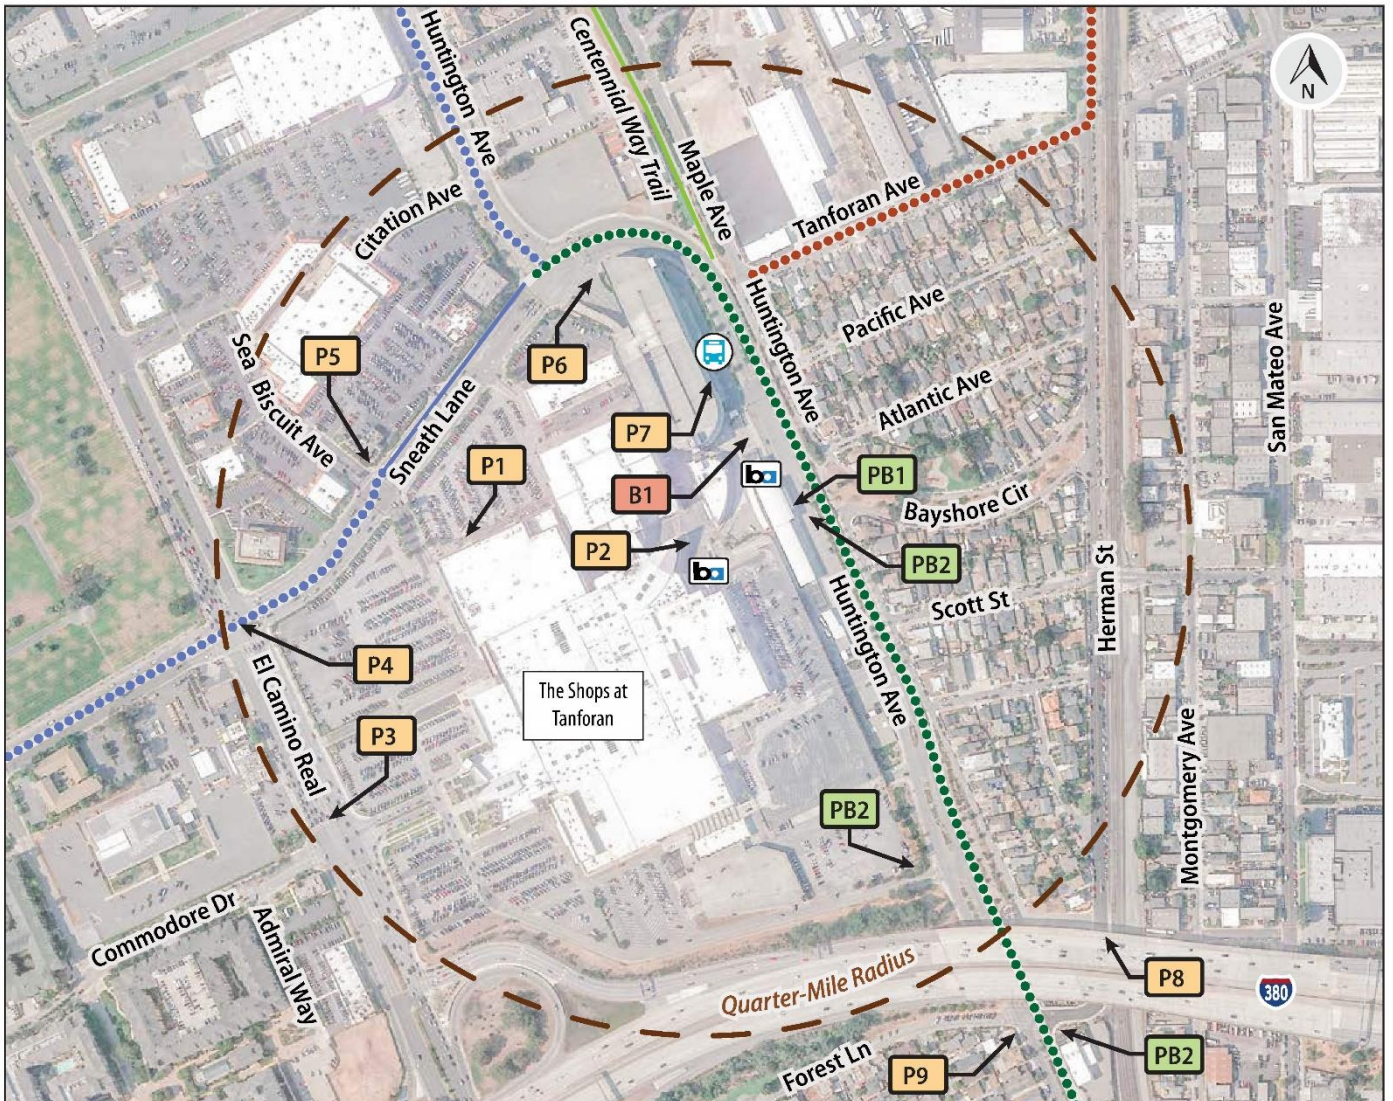 Huntington Ave
Centennial Way Trail
Maple Ave
N
Citation Ave
Tanforan Ave
Huntington Ave
Pacific Ave
San Mateo Ave
Sea Biscuit Ave
P5
P6
Sneath Lane
Atlantic Ave
P7
P1
ba
PB1
B1
Bayshore Cir
P2
ba
PB2
Scott St
Herman St
Huntington Ave
P4
El Camino Real
The Shops at
Tanforan
P3
Montgomery Ave
PB2
Commodore Dr
Admiral Way
Quarter-Mile Radius
P8
380
Forest Ln
P9
PB2